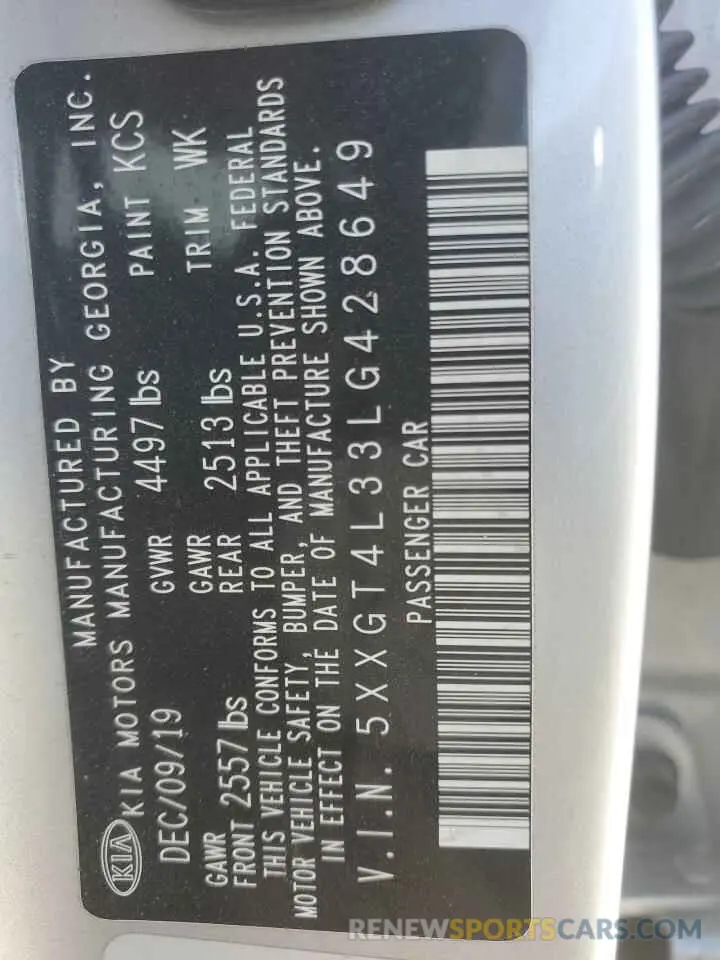 MANUFACTURED BY
KIA KIA MOTORS MANUFACTURING GEORGIA, INC.
DEC/09/19 GVWR 4497 lbs PAINT KCS
GAWR FRONT 2557 lbs GAWR REAR 2513 lbs TRIM WK
THIS VEHICLE CONFORMS TO ALL APPLICABLE U.S.A. FEDERAL
MOTOR VEHICLE SAFETY, BUMPER, AND THEFT PREVENTION STANDARDS
IN EFFECT ON THE DATE OF MANUFACTURE SHOWN ABOVE.
V.I.N. 5XXGT4L33LG428649
PASSENGER CAR
RENEWSPORTSCARS.COM